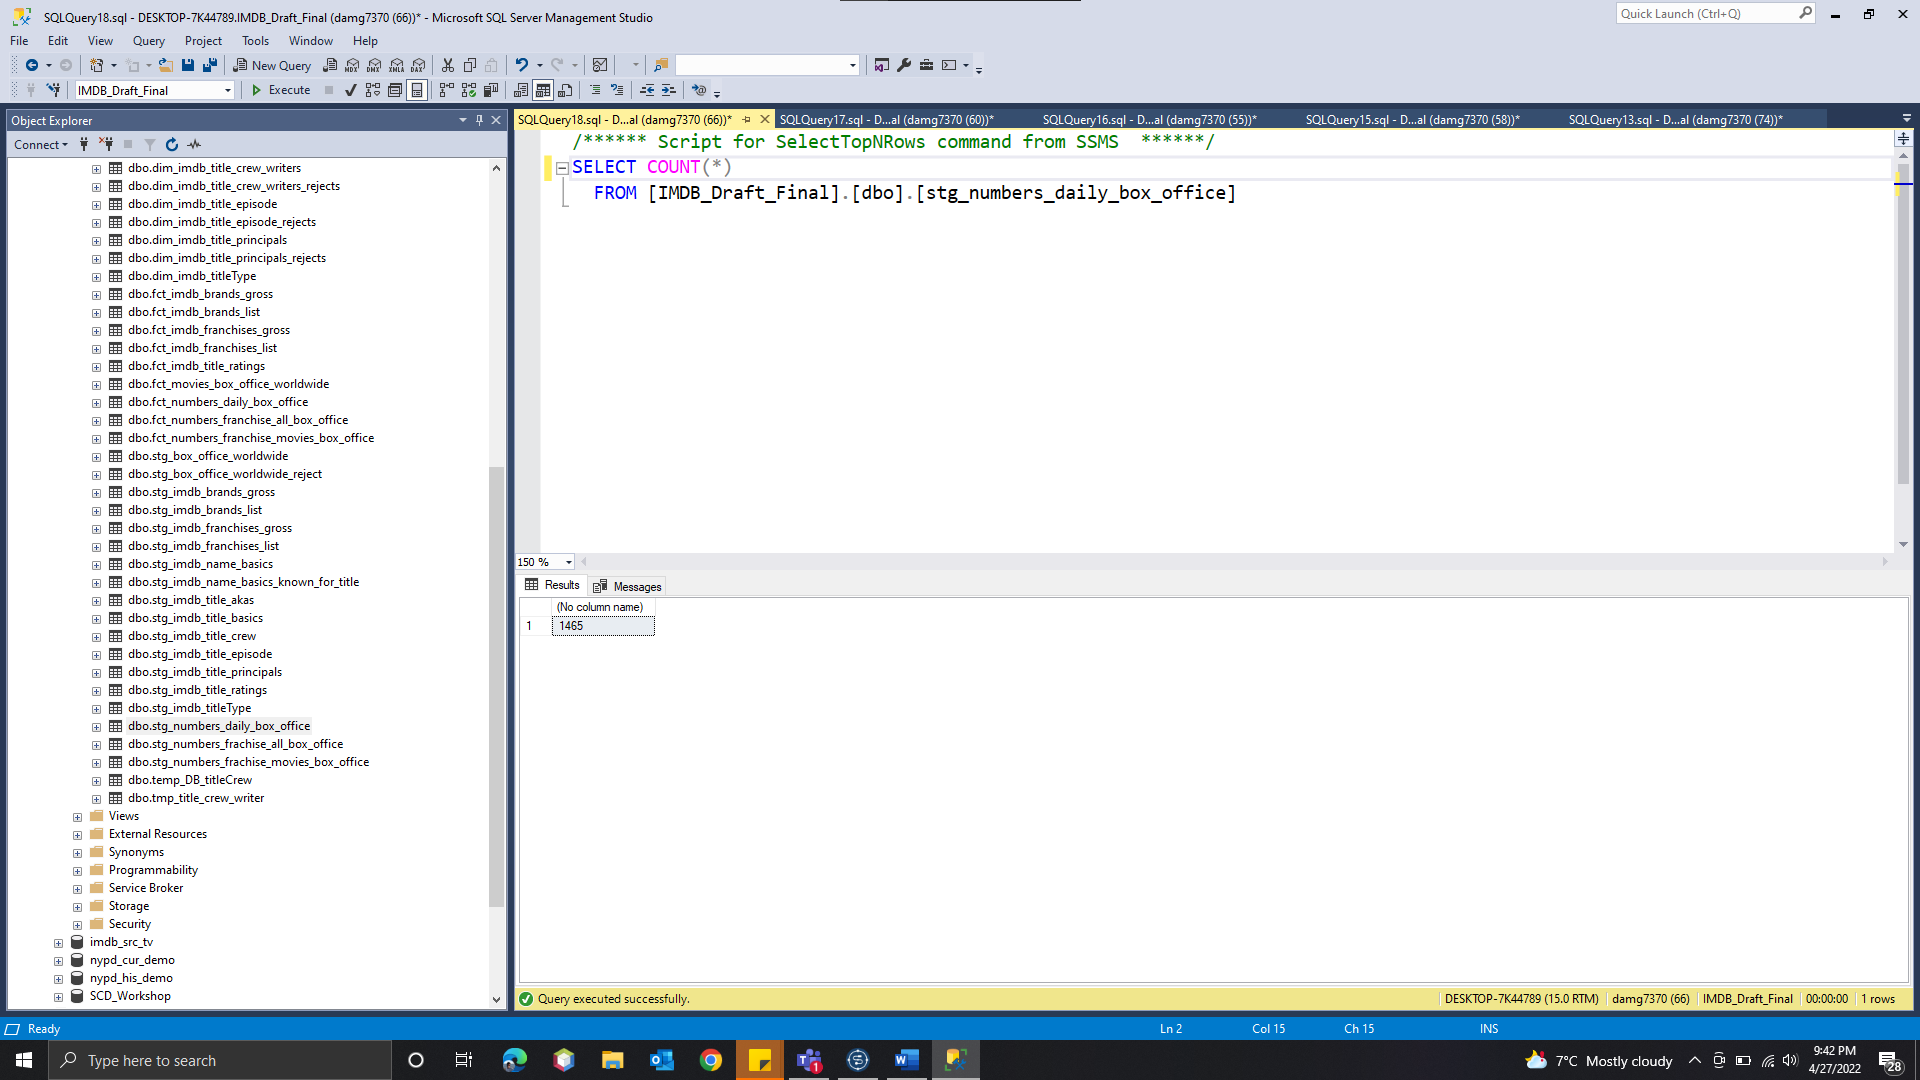 SQLQuery18.sql - DESKTOP-7K44789.IMDB_Draft_Final (damg7370 (66))* - Microsoft SQL Server Management Studio
Quick Launch (Ctrl+Q)
File Edit View Query Project Tools Window Help
New Query
IMDB_Draft_Final
Execute
Object Explorer
Connect
dbo.dim_imdb_title_crew_writers
dbo.dim_imdb_title_crew_writers_rejects
dbo.dim_imdb_title_episode
dbo.dim_imdb_title_episode_rejects
dbo.dim_imdb_title_principals
dbo.dim_imdb_title_principals_rejects
dbo.dim_imdb_titleType
dbo.fct_imdb_brands_gross
dbo.fct_imdb_brands_list
dbo.fct_imdb_franchises_gross
dbo.fct_imdb_franchises_list
dbo.fct_imdb_title_ratings
dbo.fct_movies_box_office_worldwide
dbo.fct_numbers_daily_box_office
dbo.fct_numbers_franchise_all_box_office
dbo.fct_numbers_franchise_movies_box_office
dbo.stg_box_office_worldwide
dbo.stg_box_office_worldwide_reject
dbo.stg_imdb_brands_gross
dbo.stg_imdb_brands_list
dbo.stg_imdb_franchises_gross
dbo.stg_imdb_franchises_list
dbo.stg_imdb_name_basics
dbo.stg_imdb_name_basics_known_for_title
dbo.stg_imdb_title_akas
dbo.stg_imdb_title_basics
dbo.stg_imdb_title_crew
dbo.stg_imdb_title_episode
dbo.stg_imdb_title_principals
dbo.stg_imdb_title_ratings
dbo.stg_imdb_titleType
dbo.stg_numbers_daily_box_office
dbo.stg_numbers_frachise_all_box_office
dbo.stg_numbers_frachise_movies_box_office
dbo.temp_DB_titleCrew
dbo.tmp_title_crew_writer
Views
External Resources
Synonyms
Programmability
Service Broker
Storage
Security
imdb_src_tv
nypd_cur_demo
nypd_his_demo
SCD_Workshop
SQLQuery18.sql - D...al (damg7370 (66))* SQLQuery17.sql - D...al (damg7370 (60))* SQLQuery16.sql - D...al (damg7370 (55))* SQLQuery15.sql - D...al (damg7370 (58))* SQLQuery13.sql - D...al (damg7370 (74))*
/****** Script for SelectTopNRows command from SSMS ******/
SELECT COUNT(*)
FROM [IMDB_Draft_Final].[dbo].[stg_numbers_daily_box_office]
150 %
Results Messages
(No column name)
1 1465
Query executed successfully. DESKTOP-7K44789 (15.0 RTM) damg7370 (66) IMDB_Draft_Final 00:00:00 1 rows
Ready Ln 2 Col 15 Ch 15 INS
Type here to search
7°C Mostly cloudy
9:42 PM
4/27/2022
28